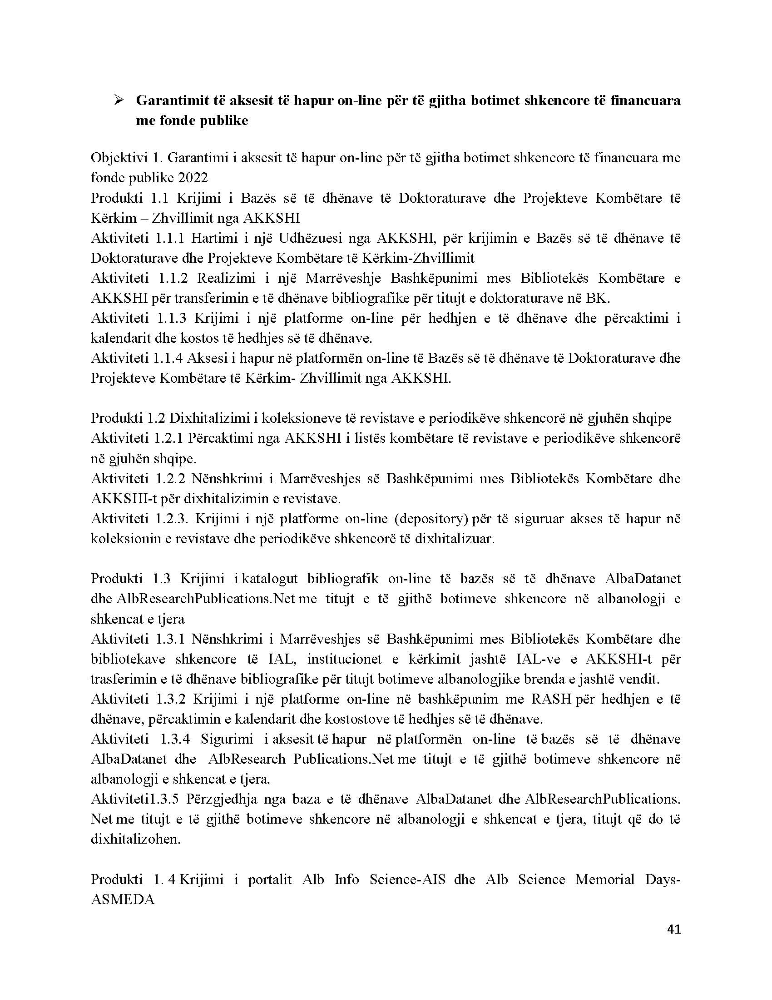 ➢ Garantimit të aksesit të hapur on-line për të gjitha botimet shkencore të financuara
me fonde publike
Objektivi 1. Garantimi i aksesit të hapur on-line për të gjitha botimet shkencore të financuara me
fonde publike 2022
Produkti 1.1 Krijimi i Bazës së të dhënave të Doktoraturave dhe Projekteve Kombëtare të
Kërkim – Zhvillimit nga AKKSHI
Aktiviteti 1.1.1 Hartimi i një Udhëzuesi nga AKKSHI, për krijimin e Bazës së të dhënave të
Doktoraturave dhe Projekteve Kombëtare të Kërkim-Zhvillimit
Aktiviteti 1.1.2 Realizimi i një Marrëveshje Bashkëpunimi mes Bibliotekës Kombëtare e
AKKSHI për transferimin e të dhënave bibliografike për titujt e doktoraturave në BK.
Aktiviteti 1.1.3 Krijimi i një platforme on-line për hedhjen e të dhënave dhe përcaktimi i
kalendarit dhe kostos të hedhjes së të dhënave.
Aktiviteti 1.1.4 Aksesi i hapur në platformën on-line të Bazës së të dhënave të Doktoraturave dhe
Projekteve Kombëtare të Kërkim- Zhvillimit nga AKKSHI.
Produkti 1.2 Dixhitalizimi i koleksioneve të revistave e periodikëve shkencorë në gjuhën shqipe
Aktiviteti 1.2.1 Përcaktimi nga AKKSHI i listës kombëtare të revistave e periodikëve shkencorë
në gjuhën shqipe.
Aktiviteti 1.2.2 Nënshkrimi i Marrëveshjes së Bashkëpunimi mes Bibliotekës Kombëtare dhe
AKKSHI-t për dixhitalizimin e revistave.
Aktiviteti 1.2.3. Krijimi i një platforme on-line (depository) për të siguruar akses të hapur në
koleksionin e revistave dhe periodikëve shkencorë të dixhitalizuar.
Produkti 1.3 Krijimi i katalogut bibliografik on-line të bazës së të dhënave AlbaDatanet
dhe AlbResearchPublications.Net me titujt e të gjithë botimeve shkencore në albanologji e
shkencat e tjera
Aktiviteti 1.3.1 Nënshkrimi i Marrëveshjes së Bashkëpunimi mes Bibliotekës Kombëtare dhe
bibliotekave shkencore të IAL, institucionet e kërkimit jashtë IAL-ve e AKKSHI-t për
trasferimin e të dhënave bibliografike për titujt botimeve albanologjike brenda e jashtë vendit.
Aktiviteti 1.3.2 Krijimi i një platforme on-line në bashkëpunim me RASH për hedhjen e të
dhënave, përcaktimin e kalendarit dhe kostostove të hedhjes së të dhënave.
Aktiviteti 1.3.4 Sigurimi i aksesit të hapur në platformën on-line të bazës së të dhënave
AlbaDatanet dhe AlbResearch Publications.Net me titujt e të gjithë botimeve shkencore në
albanologji e shkencat e tjera.
Aktiviteti1.3.5 Përzgjedhja nga baza e të dhënave AlbaDatanet dhe AlbResearchPublications.
Net me titujt e të gjithë botimeve shkencore në albanologji e shkencat e tjera, titujt që do të
dixhitalizohen.
Produkti 1. 4 Krijimi i portalit Alb Info Science-AIS dhe Alb Science Memorial Days-
ASMEDA
41